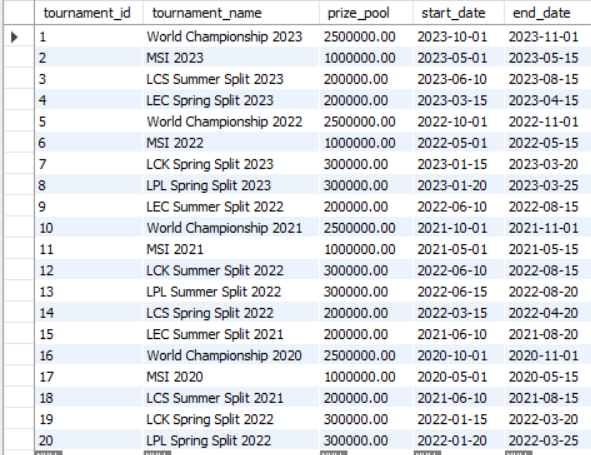 tournament_id tournament_name prize_pool start_date end_date
1 World Championship 2023 2500000.00 2023-10-01 2023-11-01
2 MSI 2023 1000000.00 2023-05-01 2023-05-15
3 LCS Summer Split 2023 200000.00 2023-06-10 2023-08-15
4 LEC Spring Split 2023 200000.00 2023-03-15 2023-04-15
5 World Championship 2022 2500000.00 2022-10-01 2022-11-01
6 MSI 2022 1000000.00 2022-05-01 2022-05-15
7 LCK Spring Split 2023 300000.00 2023-01-15 2023-03-20
8 LPL Spring Split 2023 300000.00 2023-01-20 2023-03-25
9 LEC Summer Split 2022 200000.00 2022-06-10 2022-08-15
10 World Championship 2021 2500000.00 2021-10-01 2021-11-01
11 MSI 2021 1000000.00 2021-05-01 2021-05-15
12 LCK Summer Split 2022 300000.00 2022-06-10 2022-08-15
13 LPL Summer Split 2022 300000.00 2022-06-15 2022-08-20
14 LCS Spring Split 2022 200000.00 2022-03-15 2022-04-20
15 LEC Summer Split 2021 200000.00 2021-06-10 2021-08-20
16 World Championship 2020 2500000.00 2020-10-01 2020-11-01
17 MSI 2020 1000000.00 2020-05-01 2020-05-15
18 LCS Summer Split 2021 200000.00 2021-06-10 2021-08-15
19 LCK Spring Split 2022 300000.00 2022-01-15 2022-03-20
20 LPL Spring Split 2022 300000.00 2022-01-20 2022-03-25